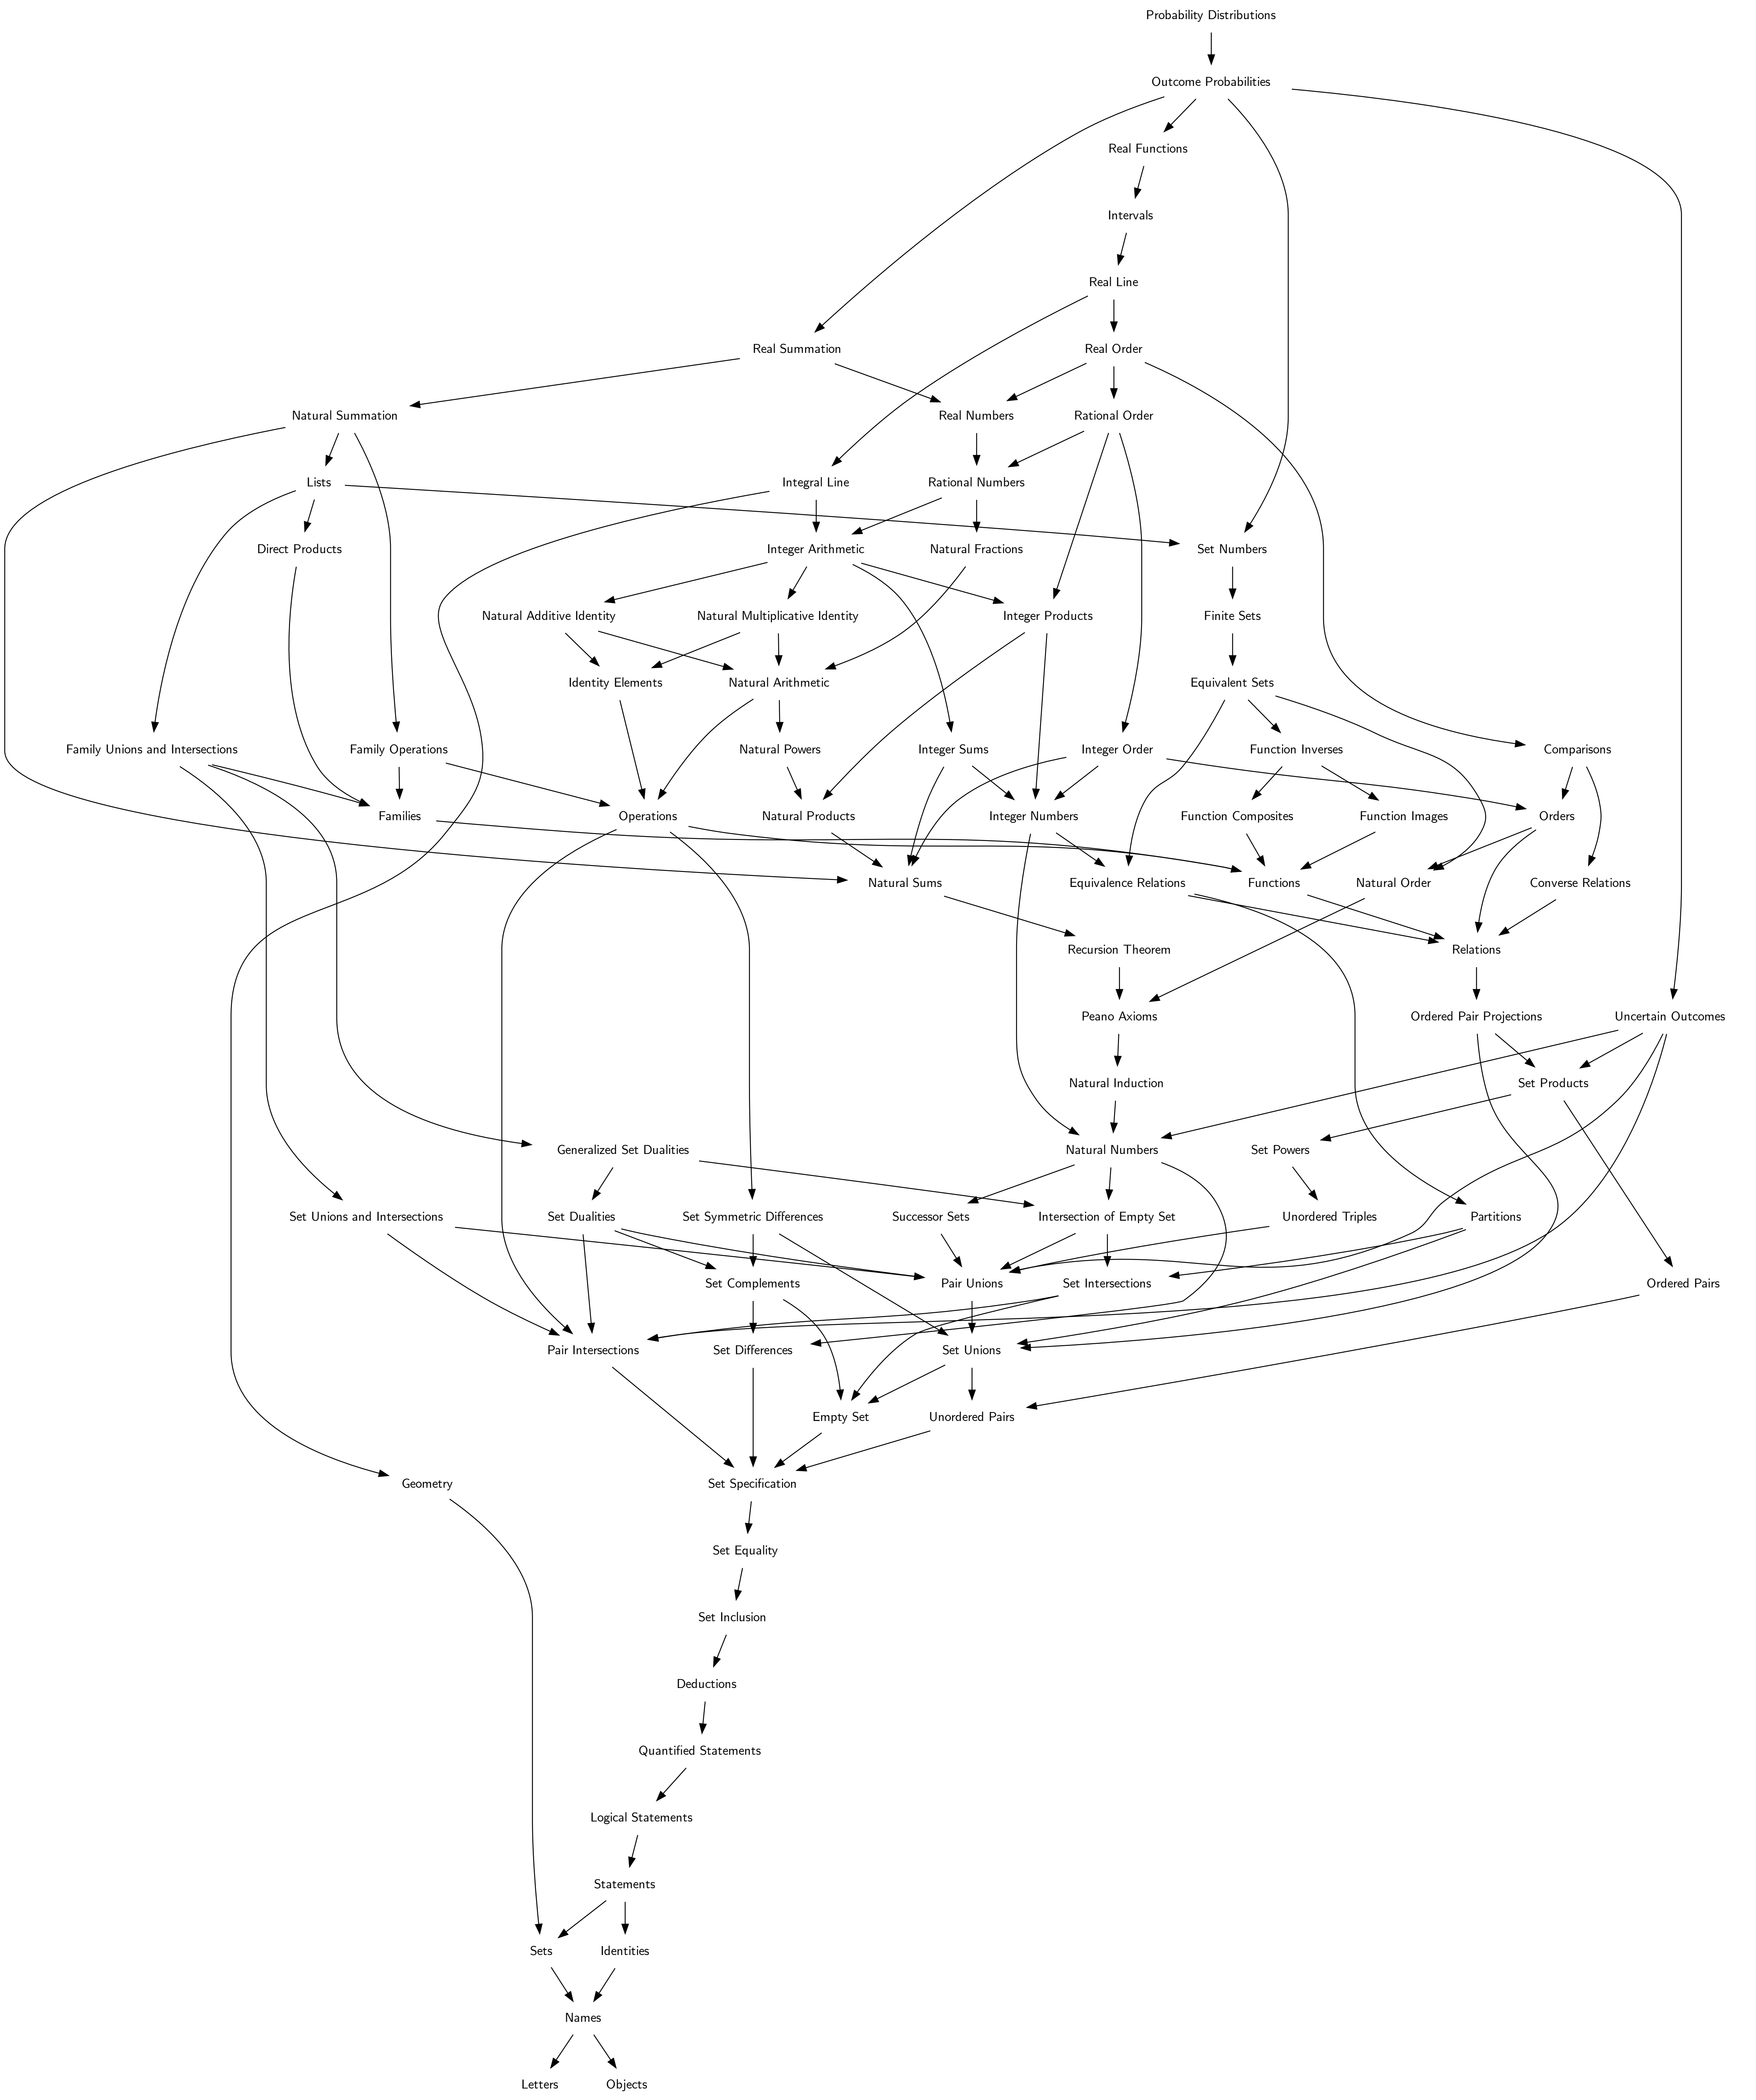 Probability Distributions
Outcome Probabilities
Real Functions
Intervals
Real Line
Real Summation
Real Order
Natural Summation
Real Numbers
Rational Order
Lists
Integral Line
Rational Numbers
Direct Products
Integer Arithmetic
Natural Fractions
Set Numbers
Natural Additive Identity
Natural Multiplicative Identity
Integer Products
Finite Sets
Identity Elements
Natural Arithmetic
Equivalent Sets
Family Unions and Intersections
Family Operations
Natural Powers
Integer Sums
Integer Order
Function Inverses
Comparisons
Families
Operations
Natural Products
Integer Numbers
Function Composites
Function Images
Orders
Natural Sums
Equivalence Relations
Functions
Natural Order
Converse Relations
Recursion Theorem
Relations
Peano Axioms
Ordered Pair Projections
Uncertain Outcomes
Natural Induction
Set Products
Generalized Set Dualities
Natural Numbers
Set Powers
Set Unions and Intersections
Set Dualities
Set Symmetric Differences
Successor Sets
Intersection of Empty Set
Unordered Triples
Partitions
Set Complements
Pair Unions
Set Intersections
Ordered Pairs
Pair Intersections
Set Differences
Set Unions
Empty Set
Unordered Pairs
Geometry
Set Specification
Set Equality
Set Inclusion
Deductions
Quantified Statements
Logical Statements
Statements
Sets
Identities
Names
Letters
Objects